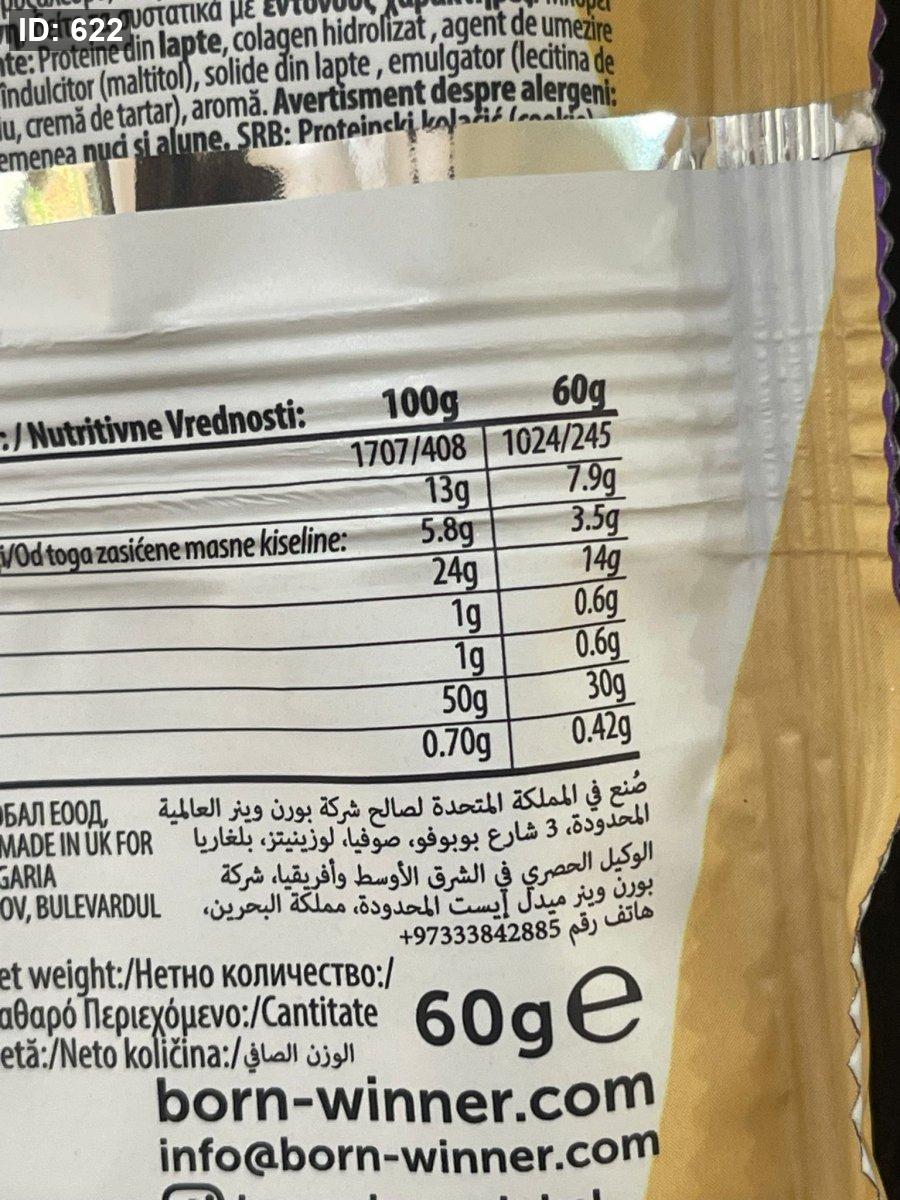 ID: 622
με έντονους
Proteine din lapte, colagen hidrolizat, agent de umezire
îndulcitor (maltitol), solide din lapte, emulgator (lecitina de
cremă de tartar), aromă. Avertisment despre alergeni:
nuci și alune. SRB: Proteinski kolačić (cookie)
:/ Nutritivne Vrednosti: 100g 60g
1707/408 1024/245
13g 7.9g
i/Od toga zasićene masne kiseline: 5.8g 3.5g
24g 14g
1g 0.6g
1g 0.6g
50g 30g
0.70g 0.42g
صُنع في المملكة المتحدة لصالح شركة بورن وينر العالمية
المحدودة، 3 شارع بوبوفو، صوفيا، لوزينيتز، بلغاريا
الوكيل الحصري في الشرق الأوسط وأفريقيا، شركة
بورن وينر ميدل إيست المحدودة، مملكة البحرين،
هاتف رقم 97333842885+
ЕООД,
MADE IN UK FOR
GARIA
OV, BULEVARDUL
et weight:/Нетно количество:/
αθαρό Περιεχόμενο:/Cantitate
etă:/Neto količina:/الوزن الصافي
60g e
born-winner.com
info@born-winner.com